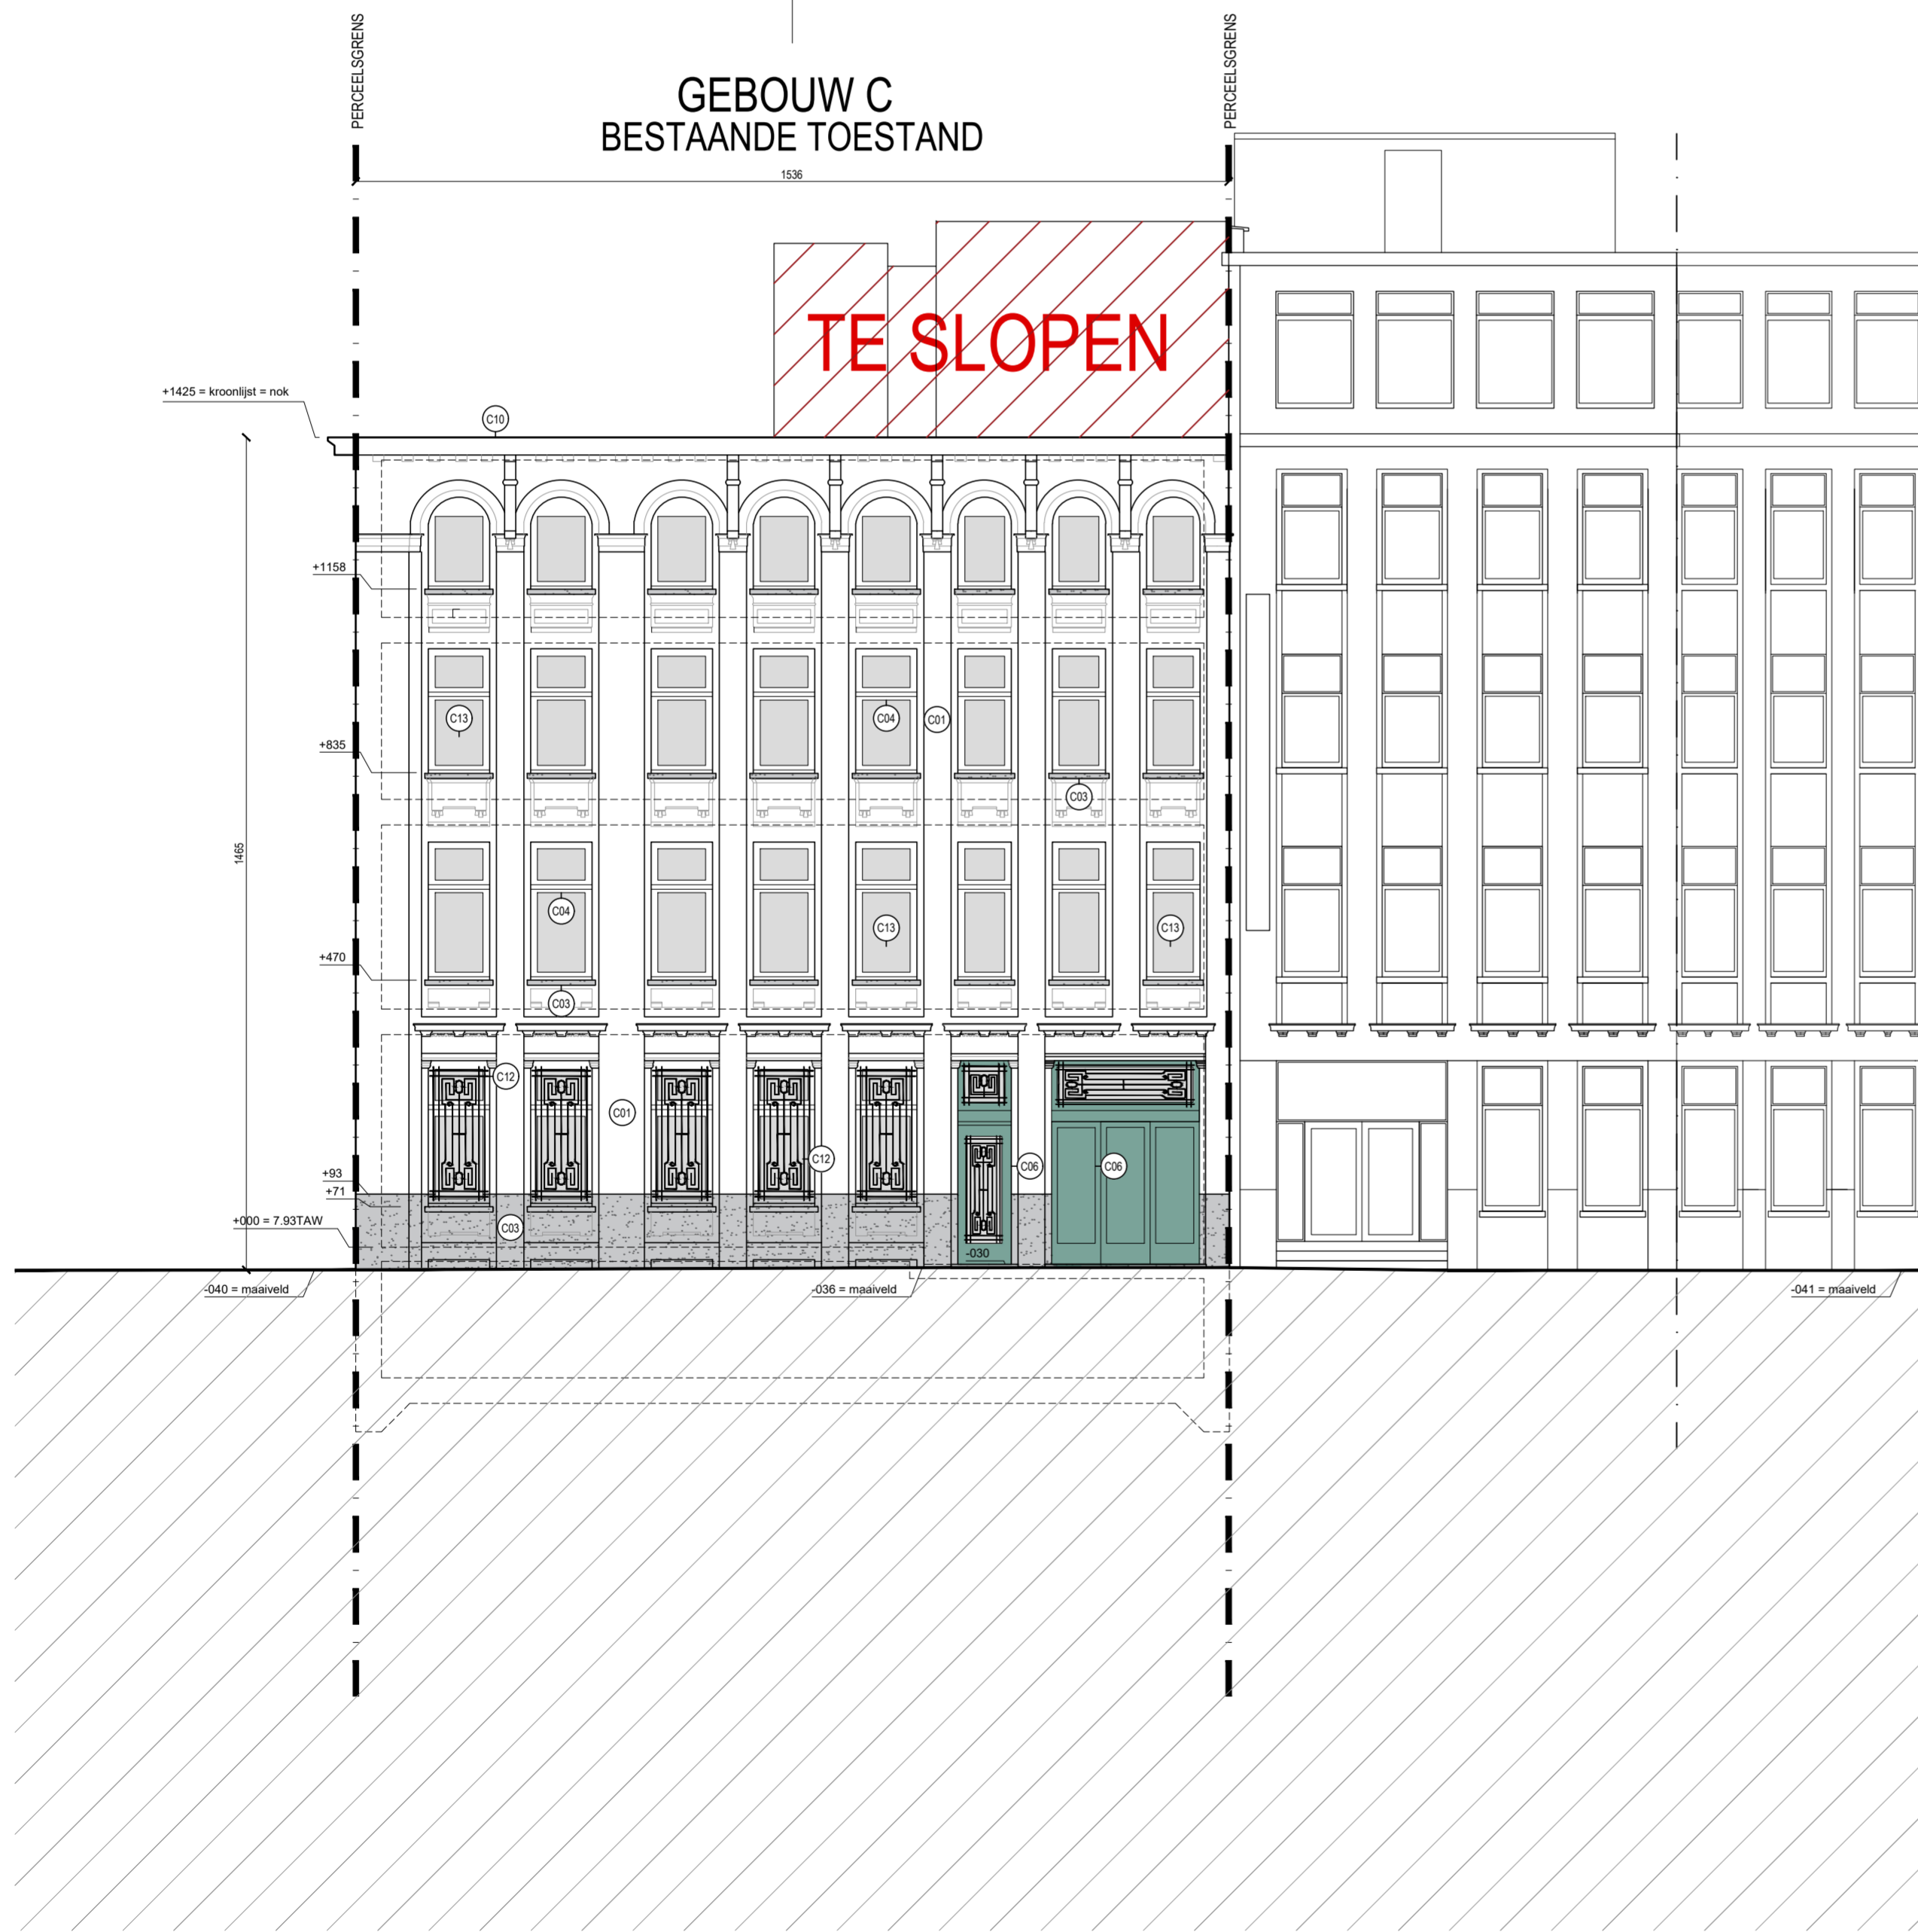 PERCEELSGRENS
PERCEELSGRENS
GEBOUW C
BESTAANDE TOESTAND
1536
TE SLOPEN
+1425 = kroonlijst = nok
C10
+1158
C13
C04
C01
+835
C03
1465
C04
C13
C13
+470
C03
C12
C01
C12
C06
C06
+93
+71
+000 = 7.93TAW
C03
-030
-040 = maaiveld
-036 = maaiveld
-041 = maaiveld